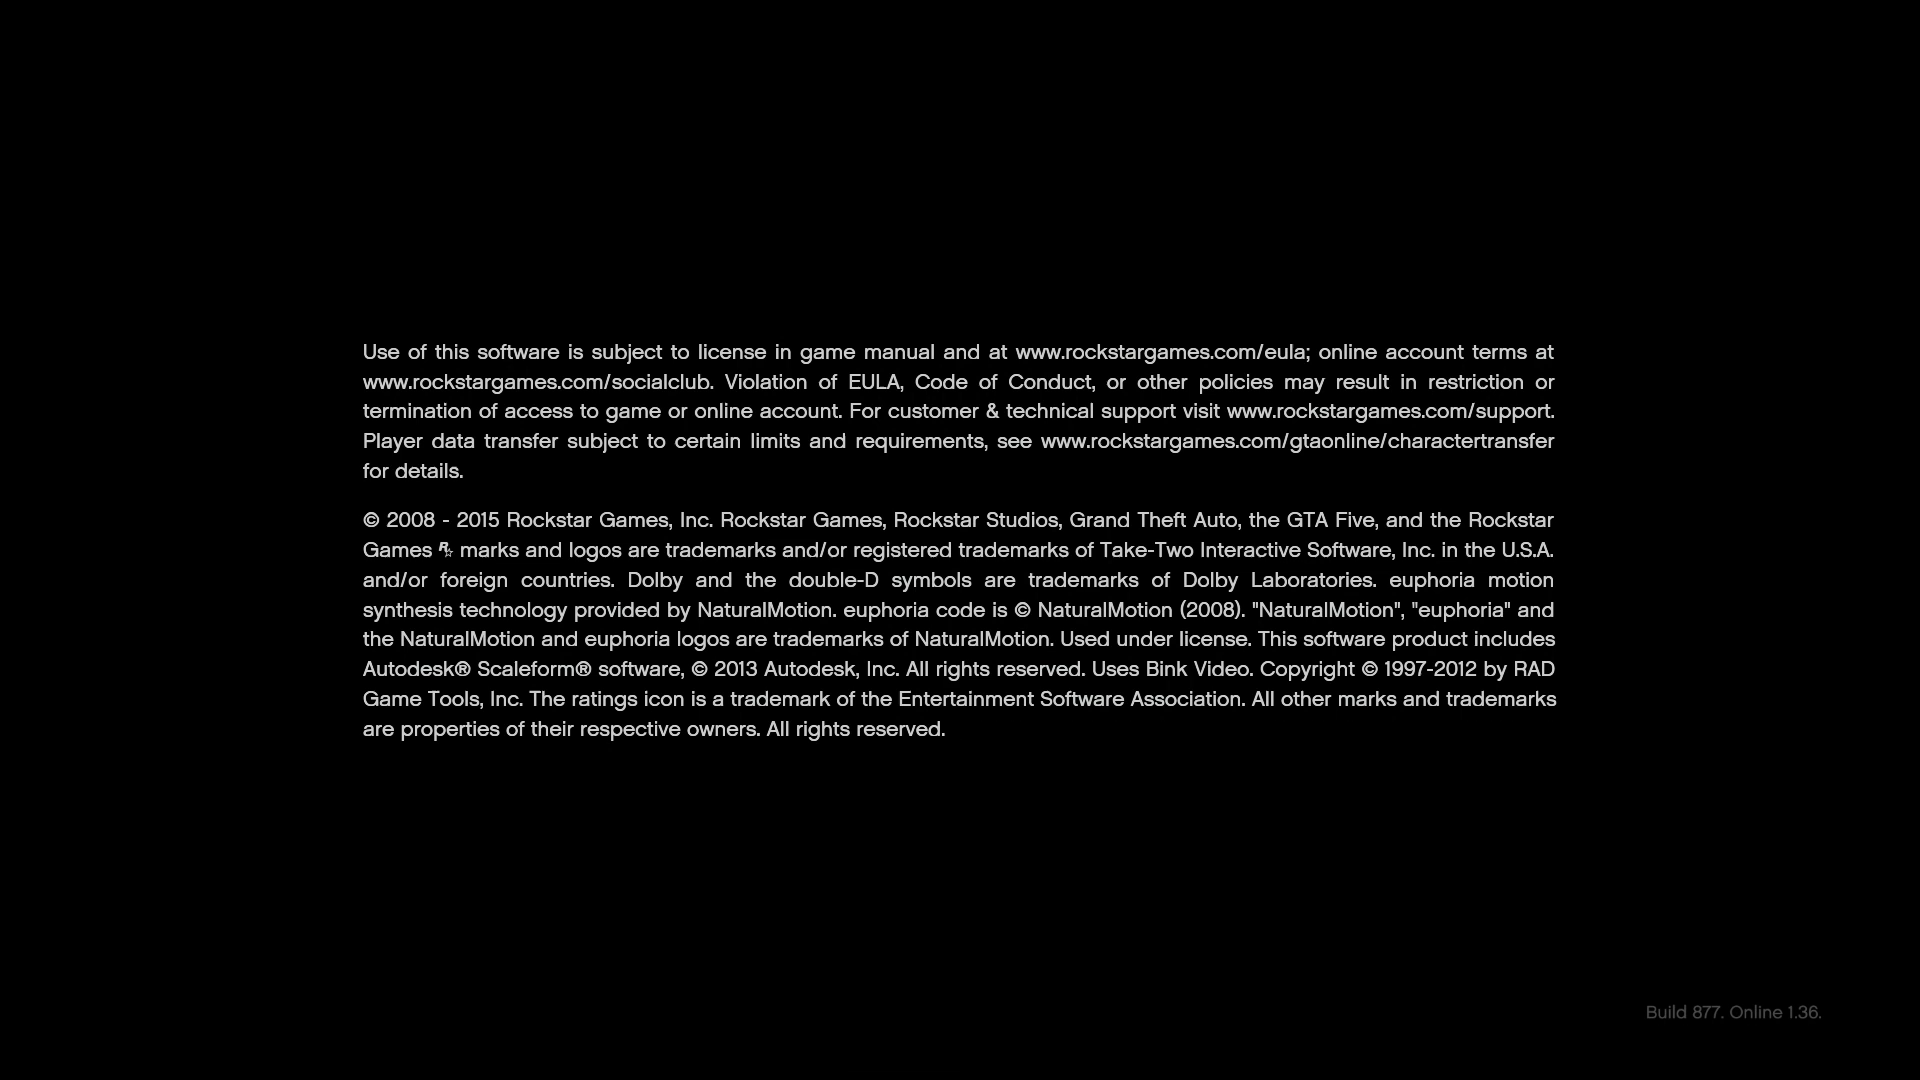 Use of this software is subject to license in game manual and at www.rockstargames.com/eula; online account terms at
www.rockstargames.com/socialclub. Violation of EULA, Code of Conduct, or other policies may result in restriction or
termination of access to game or online account. For customer & technical support visit www.rockstargames.com/support.
Player data transfer subject to certain limits and requirements, see www.rockstargames.com/gtaonline/charactertransfer
for details.
© 2008 - 2015 Rockstar Games, Inc. Rockstar Games, Rockstar Studios, Grand Theft Auto, the GTA Five, and the Rockstar
Games R* marks and logos are trademarks and/or registered trademarks of Take-Two Interactive Software, Inc. in the U.S.A.
and/or foreign countries. Dolby and the double-D symbols are trademarks of Dolby Laboratories. euphoria motion
synthesis technology provided by NaturalMotion. euphoria code is © NaturalMotion (2008). "NaturalMotion", "euphoria" and
the NaturalMotion and euphoria logos are trademarks of NaturalMotion. Used under license. This software product includes
Autodesk® Scaleform® software, © 2013 Autodesk, Inc. All rights reserved. Uses Bink Video. Copyright © 1997-2012 by RAD
Game Tools, Inc. The ratings icon is a trademark of the Entertainment Software Association. All other marks and trademarks
are properties of their respective owners. All rights reserved.
Build 877. Online 1.36.